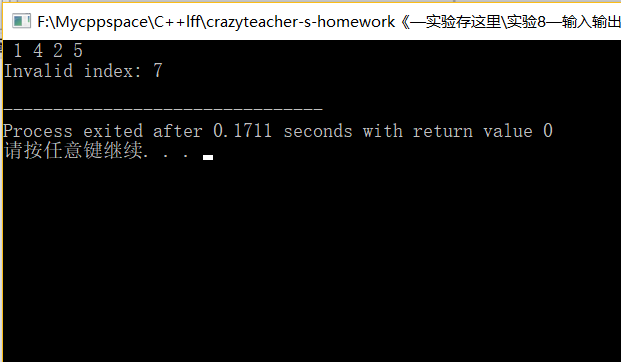 F:\Mycppspace\C++lff\crazyteacher-s-homework《—实验存这里\实验8—输入输出
1 4 2 5
Invalid index: 7
--------------------------------
Process exited after 0.1711 seconds with return value 0
请按任意键继续. . .